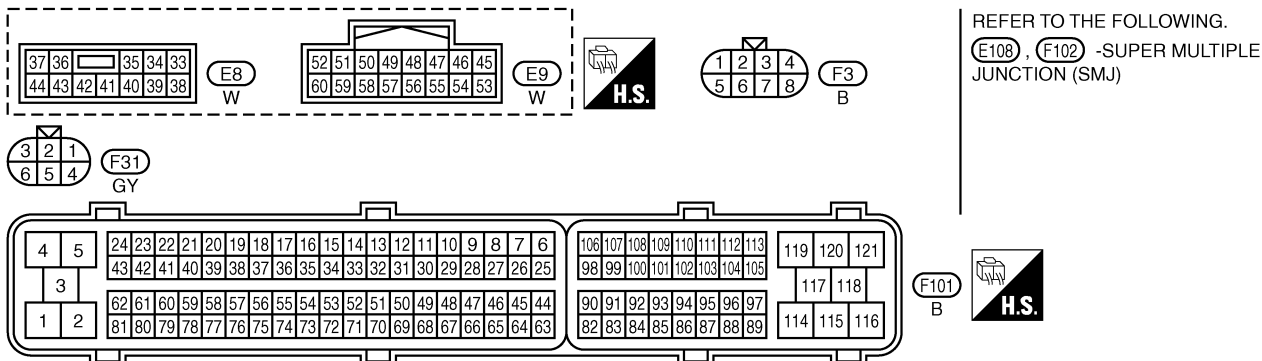 37 36 35 34 33
44 43 42 41 40 39 38
E8
W
52 51 50 49 48 47 46 45
60 59 58 57 56 55 54 53
E9
W
H.S.
1 2 3 4
5 6 7 8
F3
B
REFER TO THE FOLLOWING.
E108 , F102 -SUPER MULTIPLE
JUNCTION (SMJ)
3 2 1
6 5 4
F31
GY
4 5
3
1 2
24 23 22 21 20 19 18 17 16 15 14 13 12 11 10 9 8 7 6
43 42 41 40 39 38 37 36 35 34 33 32 31 30 29 28 27 26 25
62 61 60 59 58 57 56 55 54 53 52 51 50 49 48 47 46 45 44
81 80 79 78 77 76 75 74 73 72 71 70 69 68 67 66 65 64 63
106 107 108 109 110 111 112 113
98 99 100 101 102 103 104 105
90 91 92 93 94 95 96 97
82 83 84 85 86 87 88 89
119 120 121
117 118
114 115 116
F101
B
H.S.